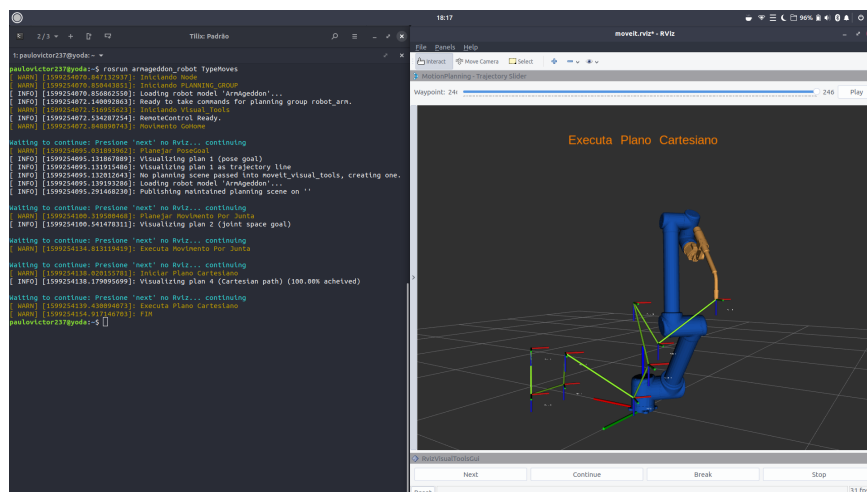 18:17
96%
2/3
Tilix: Padrão
1: paulovictor237@yoda: ~
paulovictor237@yoda:~$ rosrun armageddon_robot TypeMoves
[ WARN] [1599254070.847132937]: Iniciando Node
[ WARN] [1599254070.850443851]: Iniciando PLANNING_GROUP
[ INFO] [1599254070.856862550]: Loading robot model 'ArmAgeddon'...
[ INFO] [1599254072.140092863]: Ready to take commands for planning group robot_arm.
[ WARN] [1599254072.516955623]: Iniciando Visual_Tools
[ INFO] [1599254072.534287254]: RemoteControl Ready.
[ WARN] [1599254072.848890743]: Movimento GoHome
Waiting to continue: Presione 'next' no Rviz... continuing
[ WARN] [1599254095.031893962]: Planejar PoseGoal
[ INFO] [1599254095.131867089]: Visualizing plan 1 (pose goal)
[ INFO] [1599254095.131915486]: Visualizing plan 1 as trajectory line
[ INFO] [1599254095.132012643]: No planning scene passed into moveit_visual_tools, creating one.
[ INFO] [1599254095.139193286]: Loading robot model 'ArmAgeddon'...
[ INFO] [1599254095.291468230]: Publishing maintained planning scene on ''
Waiting to continue: Presione 'next' no Rviz... continuing
[ WARN] [1599254100.319500468]: Planejar Movimento Por Junta
[ INFO] [1599254100.541478311]: Visualizing plan 2 (joint space goal)
Waiting to continue: Presione 'next' no Rviz... continuing
[ WARN] [1599254134.813119419]: Executa Movimento Por Junta
Waiting to continue: Presione 'next' no Rviz... continuing
[ WARN] [1599254138.020155781]: Iniciar Plano Cartesiano
[ INFO] [1599254138.179095699]: Visualizing plan 4 (Cartesian path) (100.00% acheived)
Waiting to continue: Presione 'next' no Rviz... continuing
[ WARN] [1599254139.430094073]: Executa Plano Cartesiano
[ WARN] [1599254154.917146703]: FIM
paulovictor237@yoda:~$
moveit.rviz* - RViz
File Panels Help
Interact Move Camera Select
MotionPlanning - Trajectory Slider
Waypoint: 246 Play
Executa Plano Cartesiano
RvizVisualToolsGui
Next Continue Break Stop
Reset 31 fps